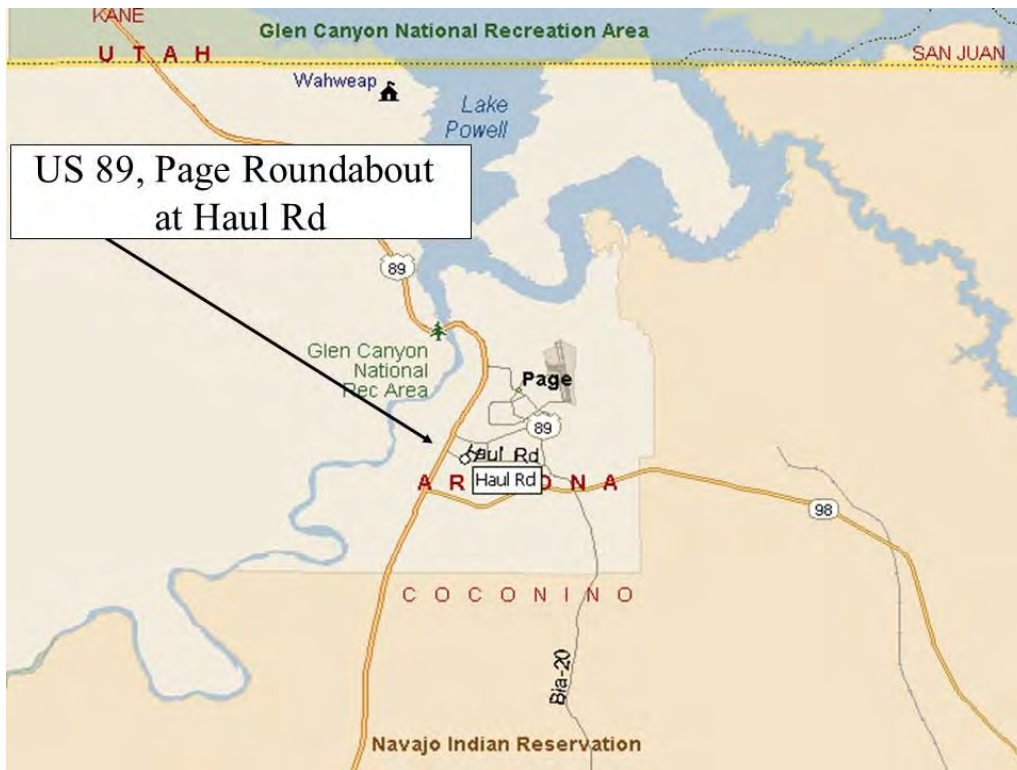 KANE
Glen Canyon National Recreation Area
U T A H
SAN JUAN
Wahweap
Lake
Powell
US 89, Page Roundabout
at Haul Rd
89
Glen Canyon
National
Rec Area
Page
89
Haul Rd
A R ONA
Haul Rd
98
C O C O N I N O
Bia-20
Navajo Indian Reservation